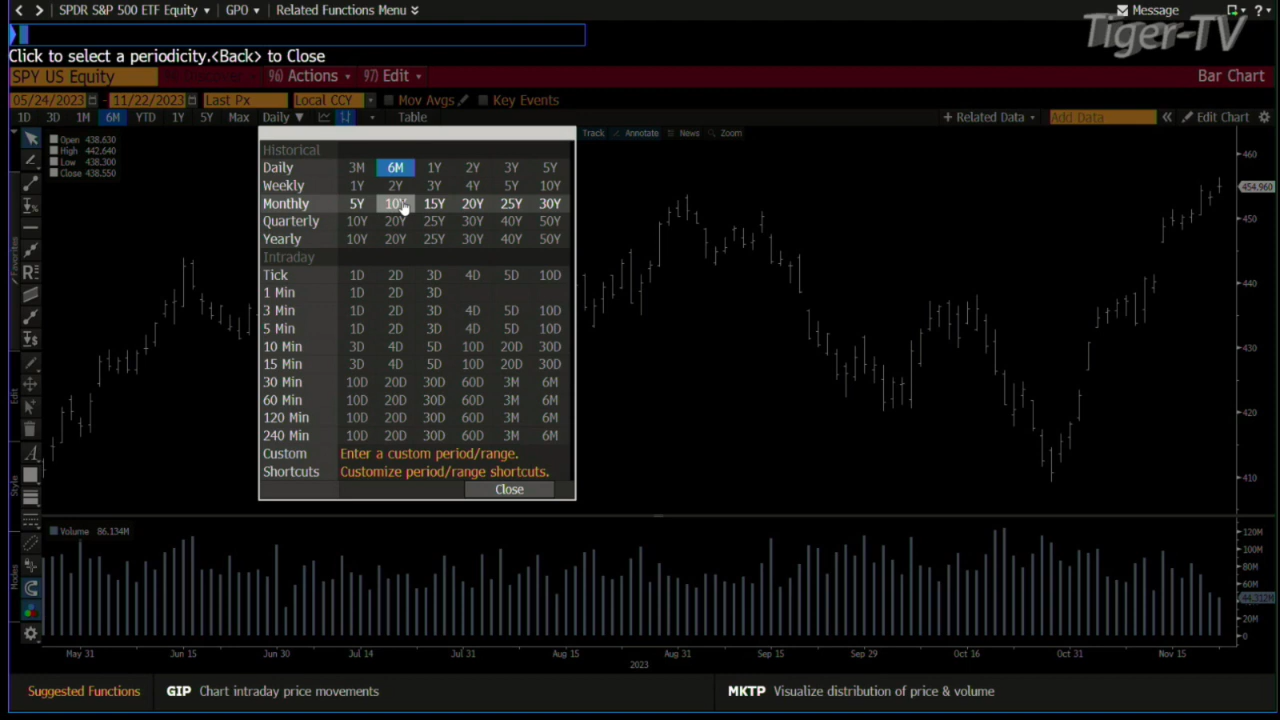 SPDR S&P 500 ETF Equity GPO Related Functions Menu Message ?
Tiger-TV
Click to select a periodicity.<Back> to Close
SPY US Equity 96) Actions 97) Edit Bar Chart
05/24/2023 - 11/22/2023 Last Px Local CCY Mov Avgs Key Events
1D 3D 1M 6M YTD 1Y 5Y Max Daily ▼ Table + Related Data Add Data « Edit Chart
Track Annotate News Zoom
Open 438.630
High 442.640
Low 438.300
Close 438.550
Historical
Daily 3M 6M 1Y 2Y 3Y 5Y
Weekly 1Y 2Y 3Y 4Y 5Y 10Y
Monthly 5Y 10Y 15Y 20Y 25Y 30Y
Quarterly 10Y 20Y 25Y 30Y 40Y 50Y
Yearly 10Y 20Y 25Y 30Y 40Y 50Y
Intraday
Tick 1D 2D 3D 4D 5D 10D
1 Min 1D 2D 3D
3 Min 1D 2D 3D 4D 5D 10D
5 Min 1D 2D 3D 4D 5D 10D
10 Min 3D 4D 5D 10D 20D 30D
15 Min 3D 4D 5D 10D 20D 30D
30 Min 10D 20D 30D 60D 3M 6M
60 Min 10D 20D 30D 60D 3M 6M
120 Min 10D 20D 30D 60D 3M 6M
240 Min 10D 20D 30D 60D 3M 6M
Custom Enter a custom period/range.
Shortcuts Customize period/range shortcuts.
Close
460
454.960
450
440
430
420
410
Favorites
Edit
Style
Modes
Volume 86.134M
120M
100M
80M
60M
44.312M
20M
0
May 31 Jun 15 Jun 30 Jul 14 Jul 31 Aug 15 Aug 31 Sep 15 Sep 29 Oct 16 Oct 31 Nov 15
2023
Suggested Functions GIP Chart intraday price movements MKTP Visualize distribution of price & volume